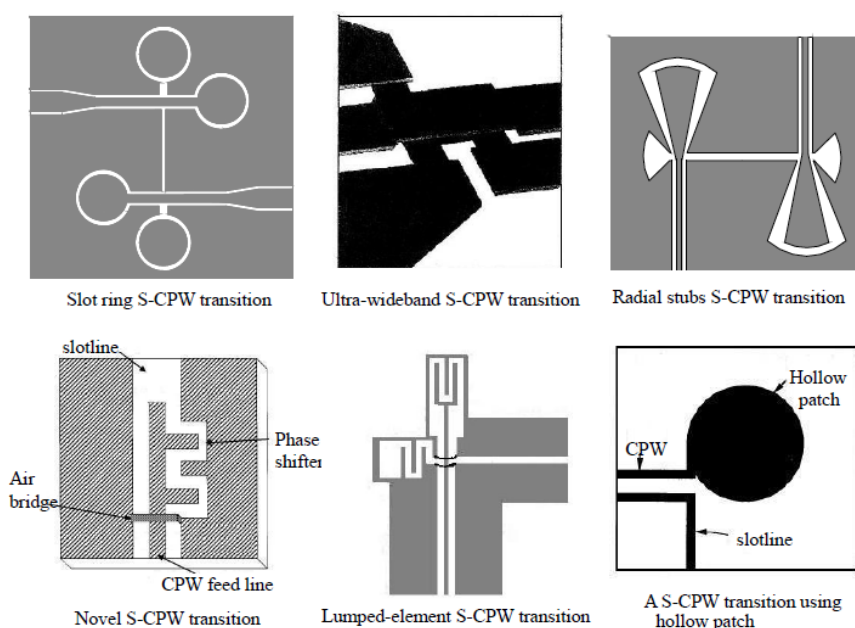 Slot ring S-CPW transition
Ultra-wideband S-CPW transition
Radial stubs S-CPW transition
slotline
Phase
shifter
Air
bridge
CPW feed line
Novel S-CPW transition
Lumped-element S-CPW transition
Hollow
patch
CPW
slotline
A S-CPW transition using
hollow patch